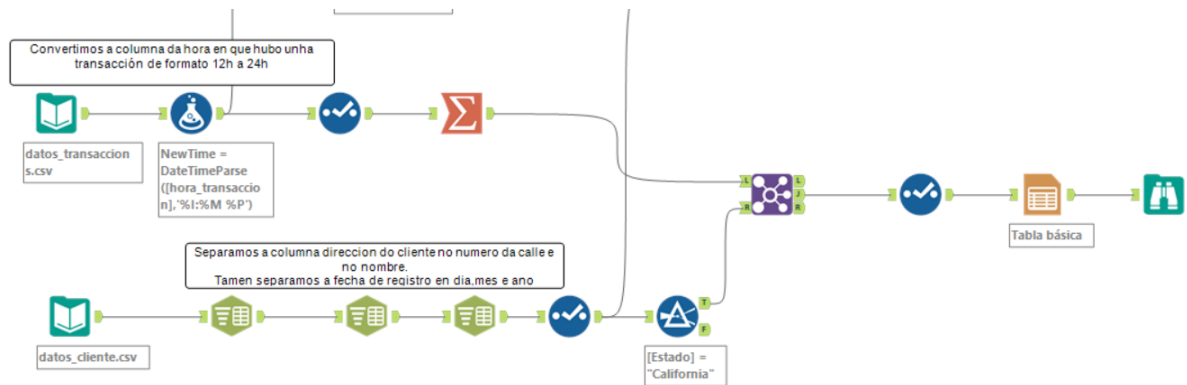 Convertimos a columna da hora en que hubo unha
transacción de formato 12h a 24h
datos_transaccion
s.csv
NewTime =
DateTimeParse
([hora_transaccio
n],'%I:%M %P')
L
R
L
J
R
Tabla básica
Separamos a columna direccion do cliente no numero da calle e
no nombre.
Tamen separamos a fecha de registro en dia,mes e ano
datos_cliente.csv
T
F
[Estado] =
"California"